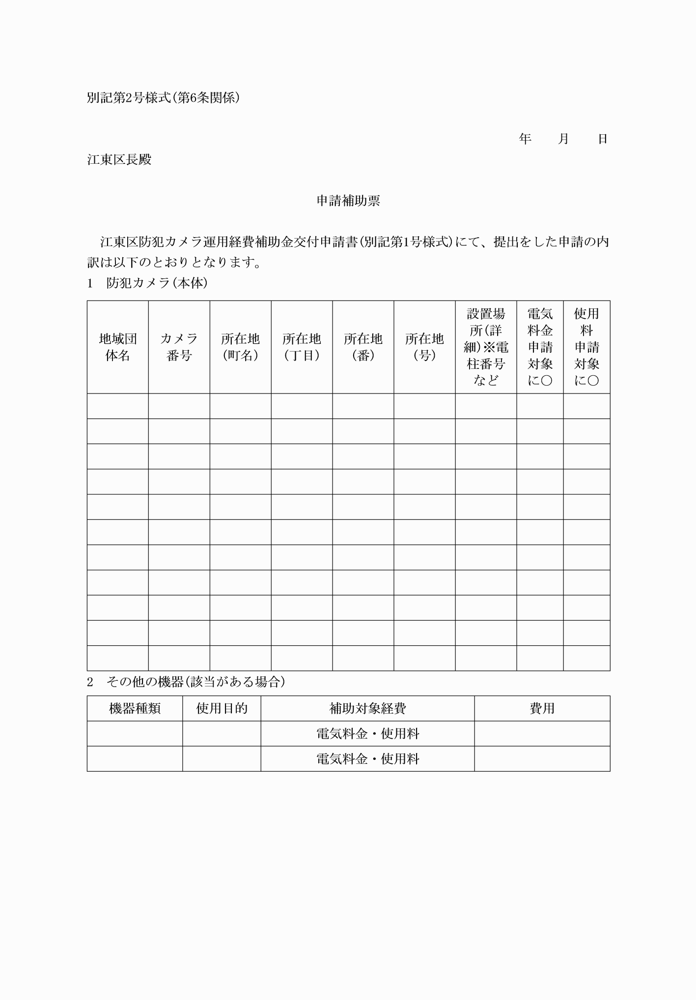 別記第2号様式(第6条関係)
年　　月　　日
江東区長殿
申請補助票
　江東区防犯カメラ運用経費補助金交付申請書(別記第1号様式)にて、提出をした申請の内
訳は以下のとおりとなります。
1　防犯カメラ(本体)
地域団
体名
カメラ
番号
所在地
(町名)
所在地
(丁目)
所在地
(番)
所在地
(号)
設置場
所(詳
細)※電
柱番号
など
電気
料金
申請
対象
に○
使用
料
申請
対象
に○
2　その他の機器(該当がある場合)
機器種類　使用目的　補助対象経費　費用
電気料金・使用料
電気料金・使用料